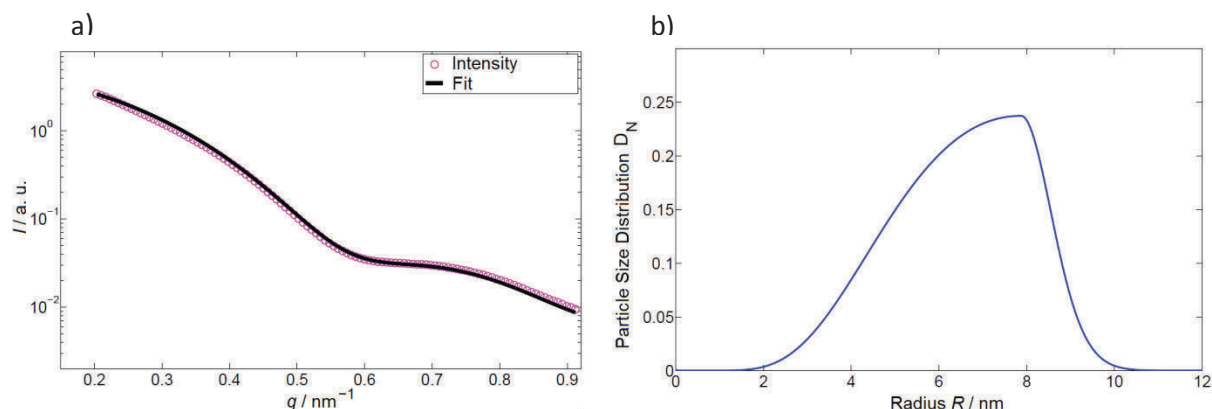 a)
Intensity
Fit
10^0
10^-1
10^-2
I / a. u.
0.2 0.3 0.4 0.5 0.6 0.7 0.8 0.9
q / nm^-1
b)
0.25
0.2
0.15
0.1
0.05
0
Particle Size Distribution D_N
0 2 4 6 8 10 12
Radius R / nm